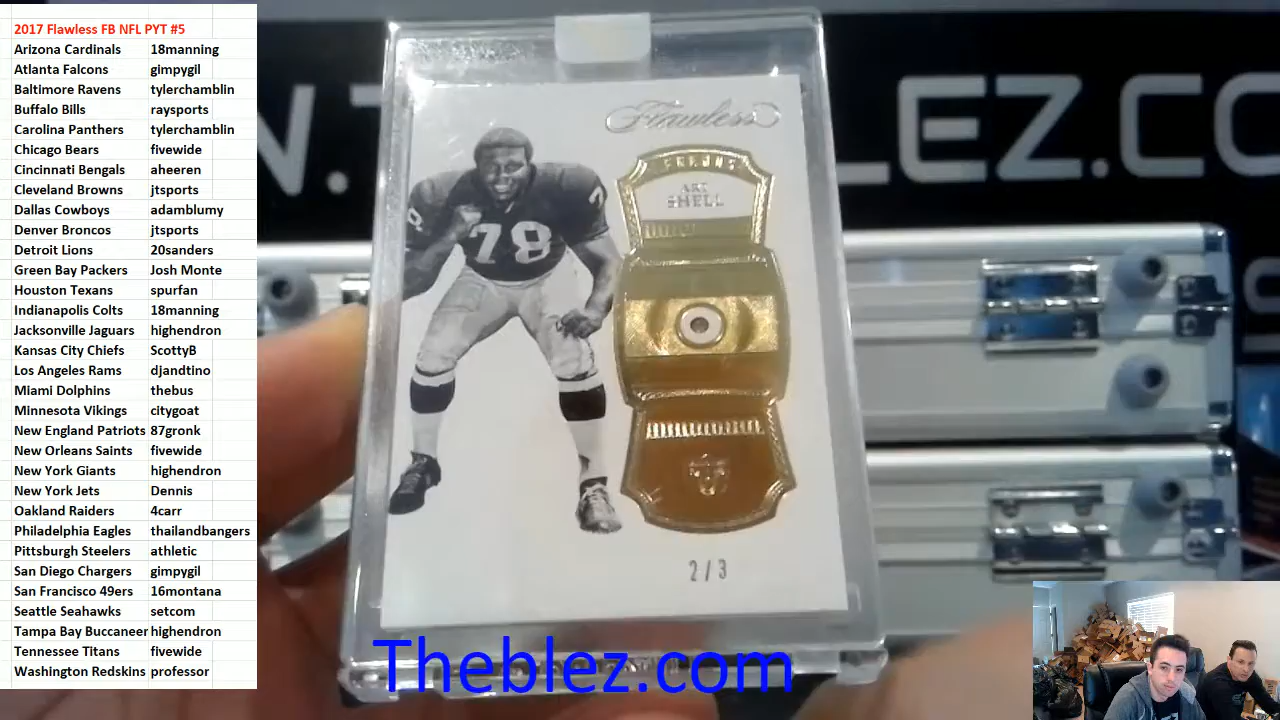 2017 Flawless FB NFL PYT #5
Arizona Cardinals 18manning
Atlanta Falcons gimpygil
Baltimore Ravens tylerchamblin
Buffalo Bills raysports
Carolina Panthers tylerchamblin
Chicago Bears fivewide
Cincinnati Bengals aheeren
Cleveland Browns jtsports
Dallas Cowboys adamblumy
Denver Broncos jtsports
Detroit Lions 20sanders
Green Bay Packers Josh Monte
Houston Texans spurfan
Indianapolis Colts 18manning
Jacksonville Jaguars highendron
Kansas City Chiefs ScottyB
Los Angeles Rams djandtino
Miami Dolphins thebus
Minnesota Vikings citygoat
New England Patriots 87gronk
New Orleans Saints fivewide
New York Giants highendron
New York Jets Dennis
Oakland Raiders 4carr
Philadelphia Eagles thailandbangers
Pittsburgh Steelers athletic
San Diego Chargers gimpygil
San Francisco 49ers 16montana
Seattle Seahawks setcom
Tampa Bay Buccaneer highendron
Tennessee Titans fivewide
Washington Redskins professor
Flawless
ART
SHELL
78
78
2/3
LEZ.CO
Theblez.com